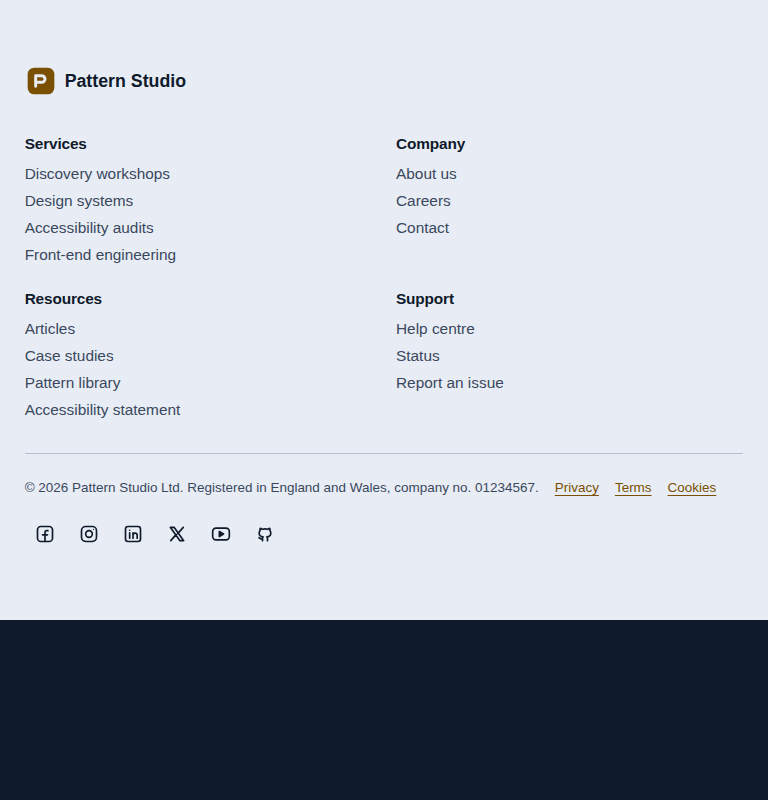 Pattern Studio
Services
Discovery workshops
Design systems
Accessibility audits
Front-end engineering
Company
About us
Careers
Contact
Resources
Articles
Case studies
Pattern library
Accessibility statement
Support
Help centre
Status
Report an issue
© 2026 Pattern Studio Ltd. Registered in England and Wales, company no. 01234567. Privacy Terms Cookies